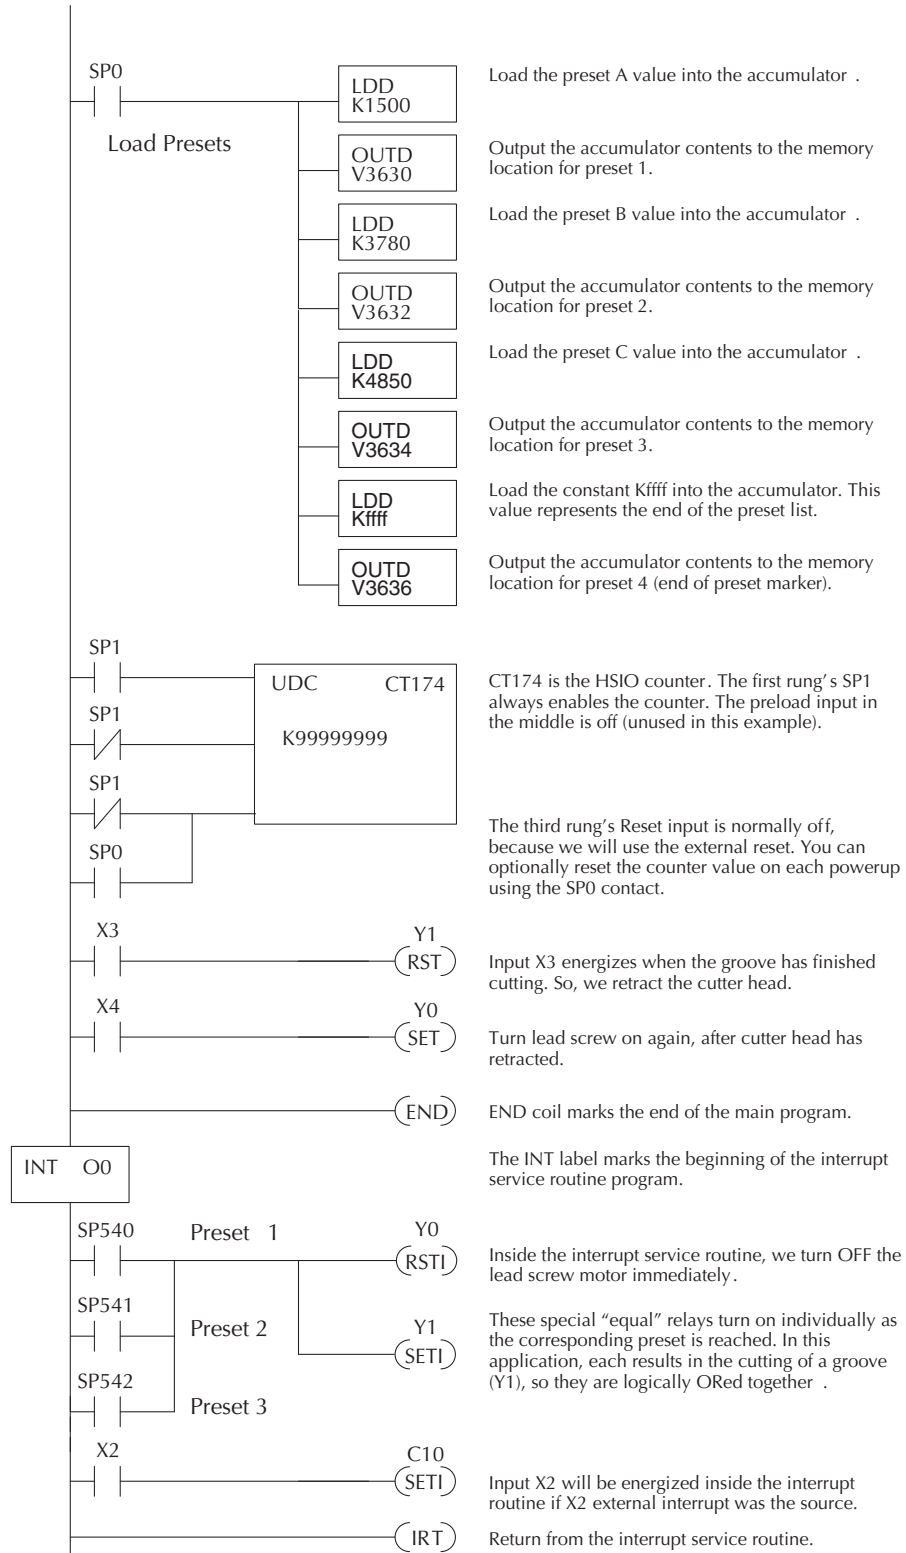 SP0
LDD
K1500
Load the preset A value into the accumulator .
Load Presets
OUTD
V3630
Output the accumulator contents to the memory
location for preset 1.
LDD
K3780
Load the preset B value into the accumulator .
OUTD
V3632
Output the accumulator contents to the memory
location for preset 2.
LDD
K4850
Load the preset C value into the accumulator .
OUTD
V3634
Output the accumulator contents to the memory
location for preset 3.
LDD
Kffff
Load the constant Kffff into the accumulator. This
value represents the end of the preset list.
OUTD
V3636
Output the accumulator contents to the memory
location for preset 4 (end of preset marker).
SP1
UDC CT174
K99999999
CT174 is the HSIO counter. The first rung's SP1
always enables the counter. The preload input in
the middle is off (unused in this example).
SP1
SP1
SP0
The third rung's Reset input is normally off,
because we will use the external reset. You can
optionally reset the counter value on each powerup
using the SP0 contact.
X3
Y1
RST
Input X3 energizes when the groove has finished
cutting. So, we retract the cutter head.
X4
Y0
SET
Turn lead screw on again, after cutter head has
retracted.
END
END coil marks the end of the main program.
INT O0
The INT label marks the beginning of the interrupt
service routine program.
SP540
Preset 1
Y0
RSTI
Inside the interrupt service routine, we turn OFF the
lead screw motor immediately.
SP541
Preset 2
Y1
SETI
These special “equal” relays turn on individually as
the corresponding preset is reached. In this
application, each results in the cutting of a groove
(Y1), so they are logically ORed together .
SP542
Preset 3
X2
C10
SETI
Input X2 will be energized inside the interrupt
routine if X2 external interrupt was the source.
IRT
Return from the interrupt service routine.